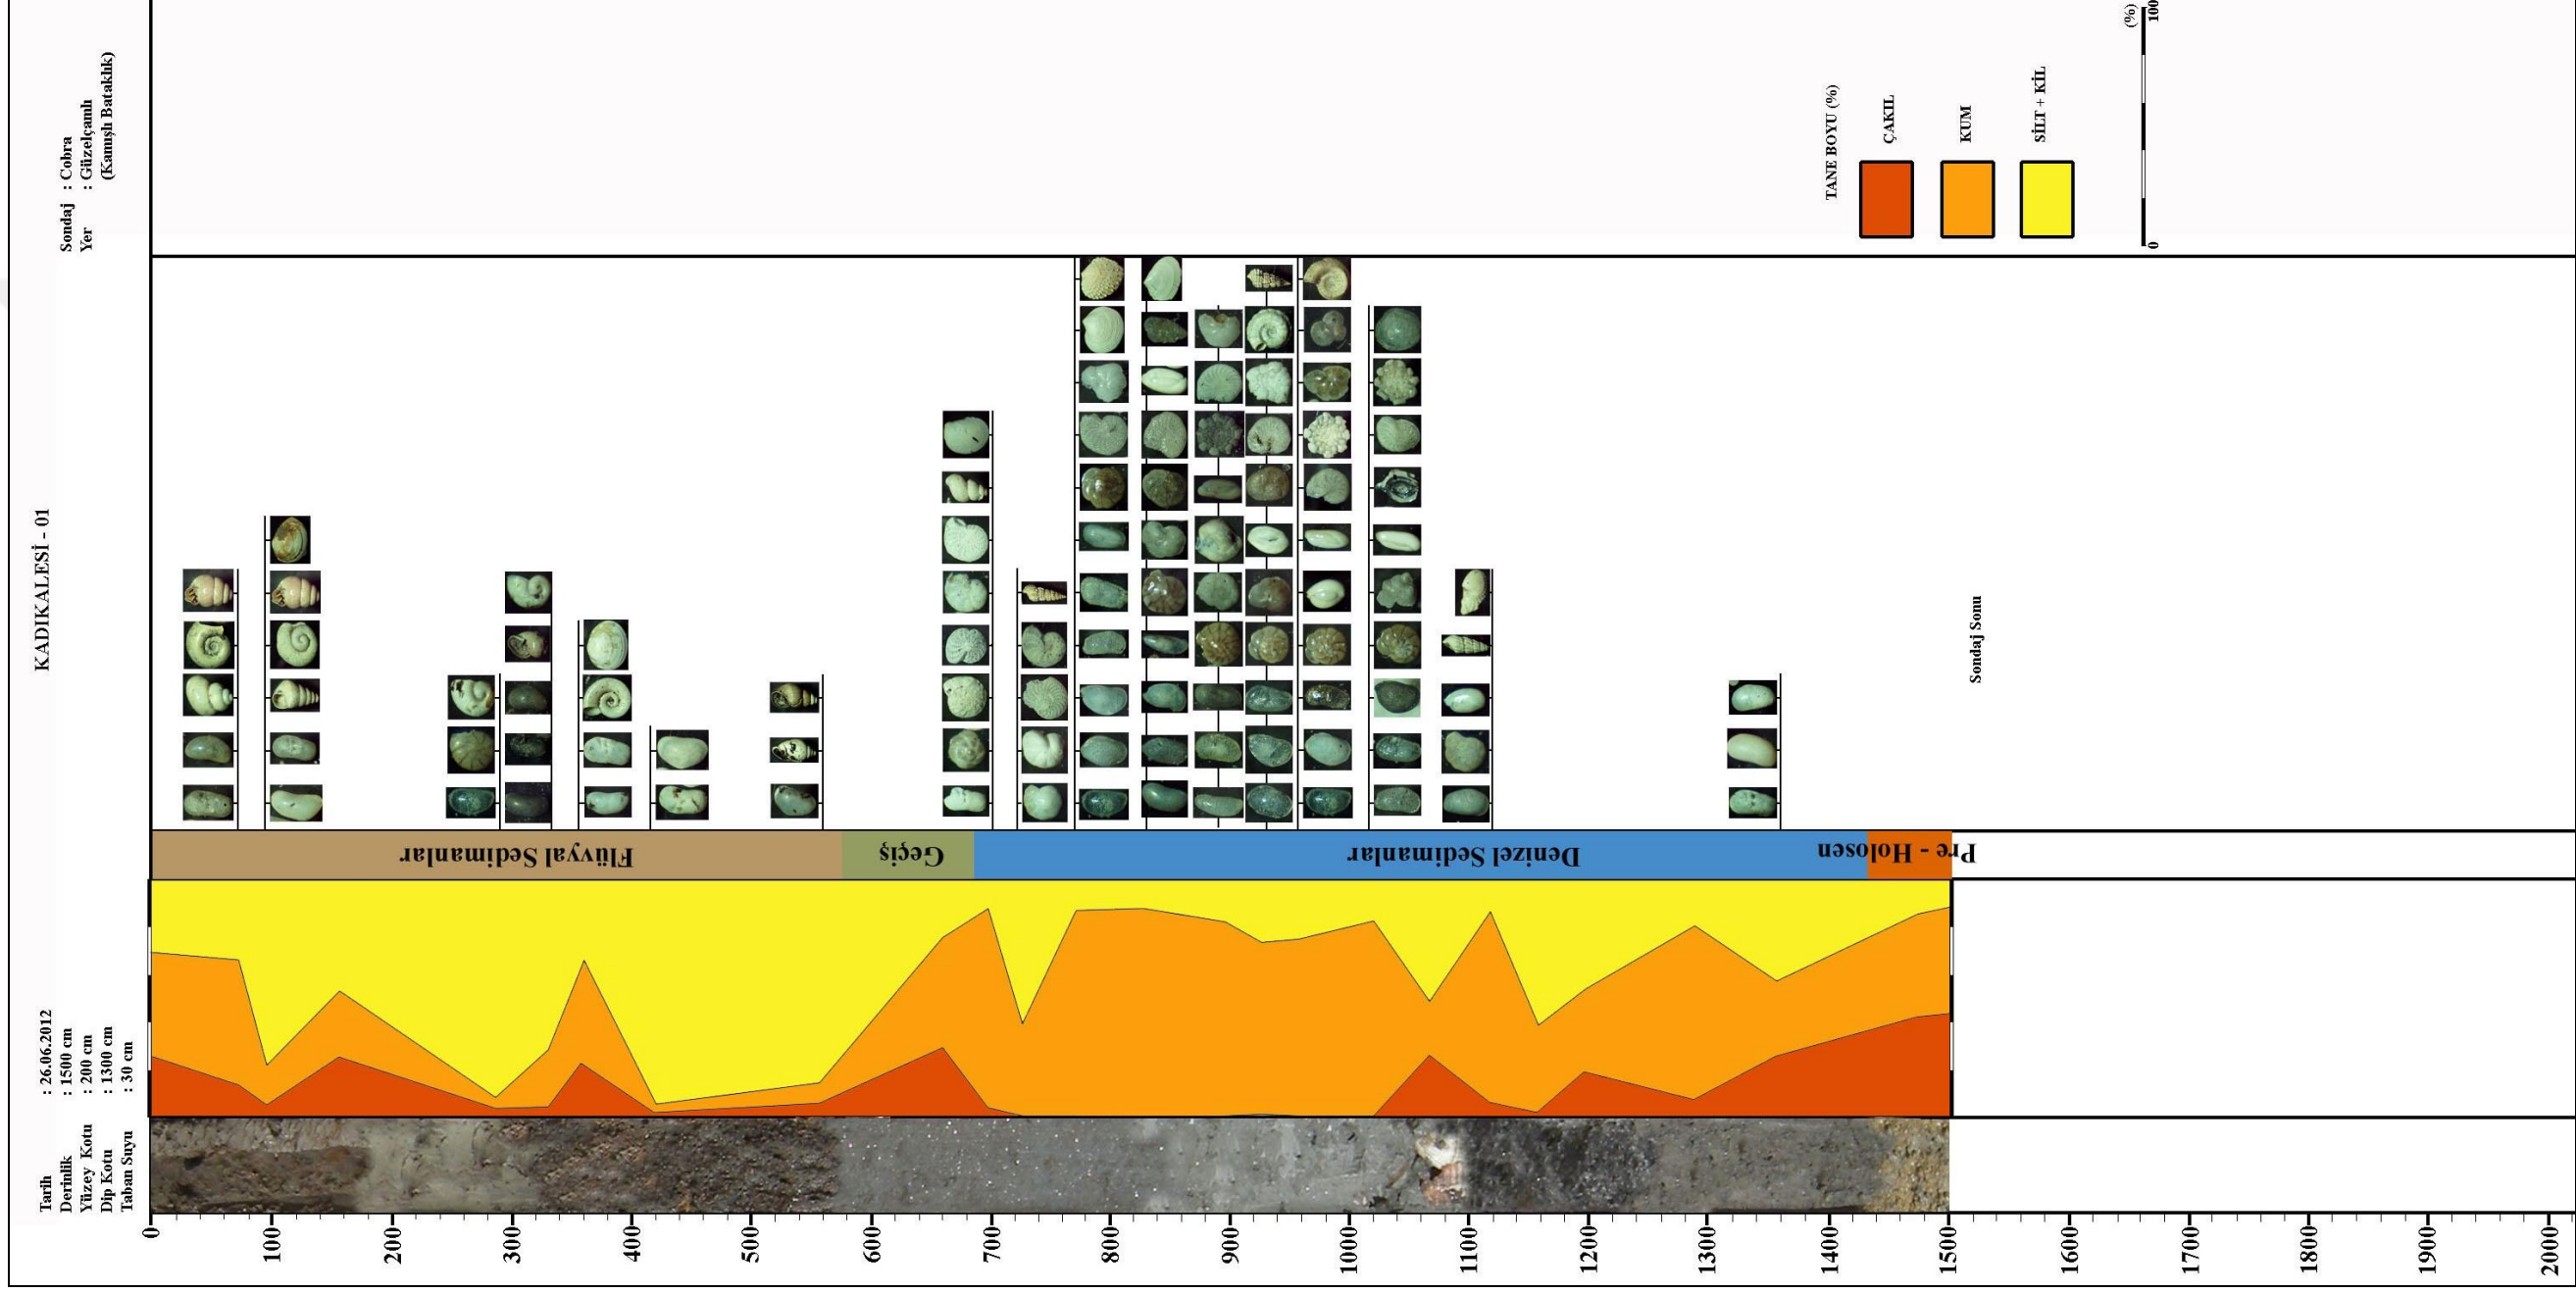 KADIKALESİ - 01
Tarih : 26.06.2012
Derinlik : 1500 cm
Yüzey Kotu : 200 cm
Dip Kotu : 1300 cm
Taban Suyu : 30 cm
Sondaj : Cobra
Yer : Güzelçamlı
(Kamışlı Bataklık)
Flüvyal Sedimanlar
Geçiş
Denizel Sedimanlar
Pre - Holosen
Sondaj Sonu
TANE BOYU (%)
ÇAKIL
KUM
SİLT + KİL
(%)
0
100
0
100
200
300
400
500
600
700
800
900
1000
1100
1200
1300
1400
1500
1600
1700
1800
1900
2000